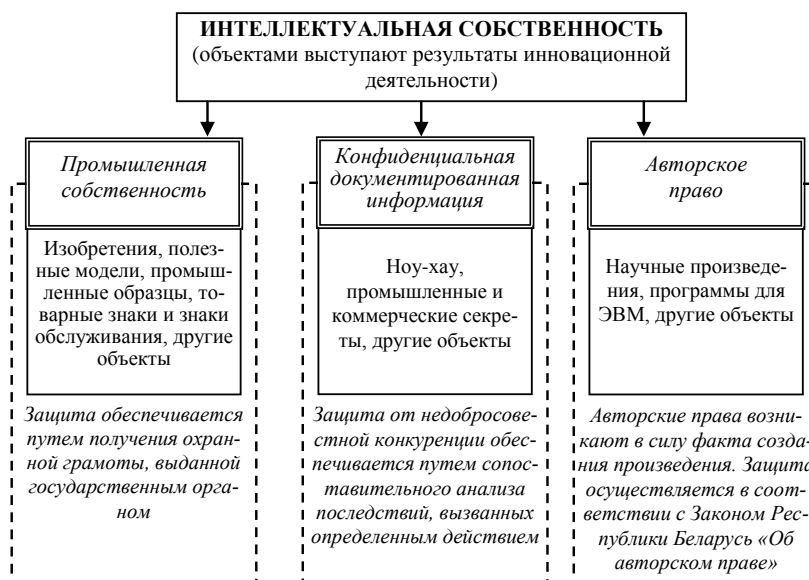 ИНТЕЛЛЕКТУАЛЬНАЯ СОБСТВЕННОСТЬ
(объектами выступают результаты инновационной
деятельности)
Промышленная
собственность
Изобретения, полез-
ные модели, промыш-
ленные образцы, то-
варные знаки и знаки
обслуживания, другие
объекты
Защита обеспечивается
путем получения охран-
ной грамоты, выданной
государственным орга-
ном
Конфиденциальная
документированная
информация
Ноу-хау,
промышленные и
коммерческие секре-
ты, другие объекты
Защита от недобросове-
стной конкуренции обес-
печивается путем сопос-
тавительного анализа
последствий, вызванных
определенным действием
Авторское
право
Научные произведе-
ния, программы для
ЭВМ, другие объекты
Авторские права возни-
кают в силу факта созда-
ния произведения. Защита
осуществляется в соот-
ветствии с Законом Рес-
публики Беларусь «Об
авторском праве»